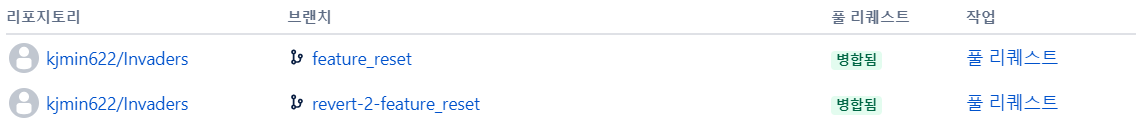 리포지토리 브랜치 풀 리퀘스트 작업
kjmin622/Invaders feature_reset 병합됨 풀 리퀘스트
kjmin622/Invaders revert-2-feature_reset 병합됨 풀 리퀘스트